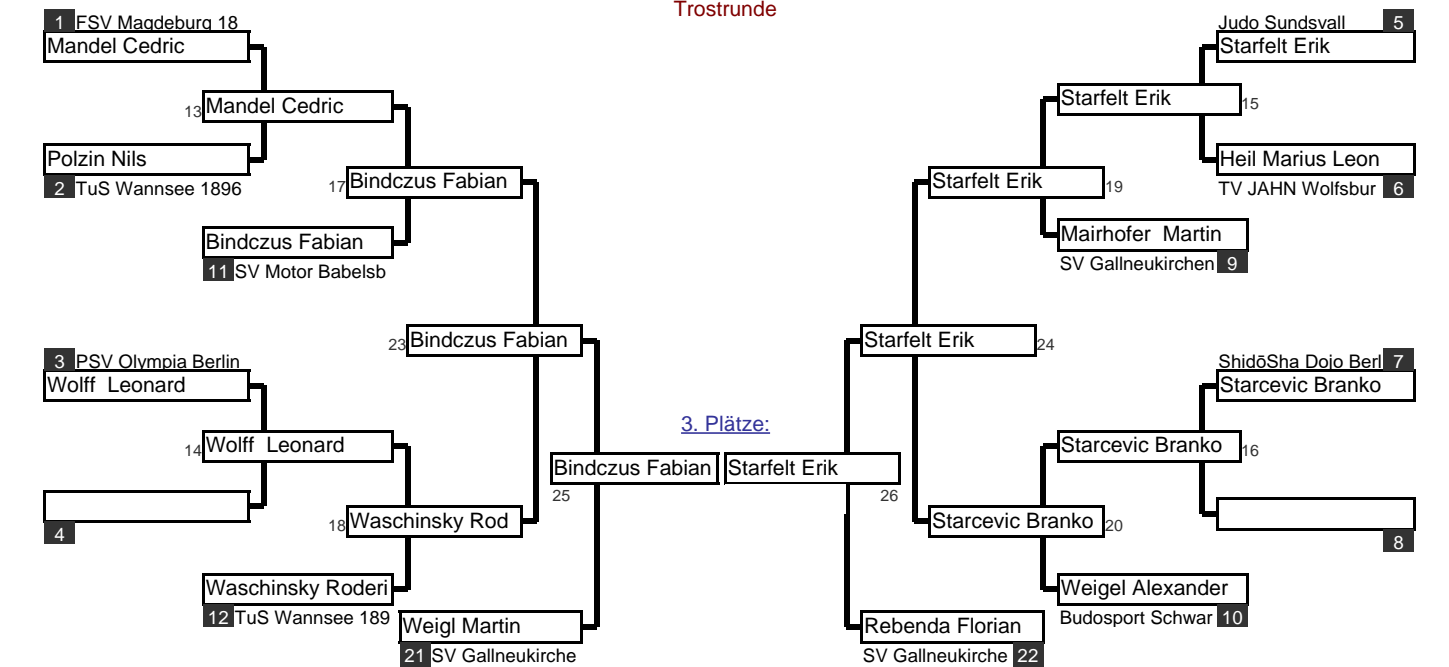 Trostrunde
1 FSV Magdeburg 18
Mandel Cedric
13 Mandel Cedric
Polzin Nils
2 TuS Wannsee 1896
17 Bindczus Fabian
Bindczus Fabian
11 SV Motor Babelsb
23 Bindczus Fabian
3 PSV Olympia Berlin
Wolff Leonard
14 Wolff Leonard
4
18 Waschinsky Rod
Waschinsky Roderi
12 TuS Wannsee 189
Weigl Martin
21 SV Gallneukirche
3. Plätze:
Bindczus Fabian
25
Starfelt Erik
26
Judo Sundsvall 5
Starfelt Erik
Starfelt Erik 15
Heil Marius Leon
TV JAHN Wolfsbur 6
Starfelt Erik 19
Mairhofer Martin
SV Gallneukirchen 9
Starfelt Erik 24
ShidōSha Dojo Berl 7
Starcevic Branko
Starcevic Branko 16
8
Starcevic Branko 20
Weigel Alexander
Budosport Schwar 10
Rebenda Florian
SV Gallneukirche 22